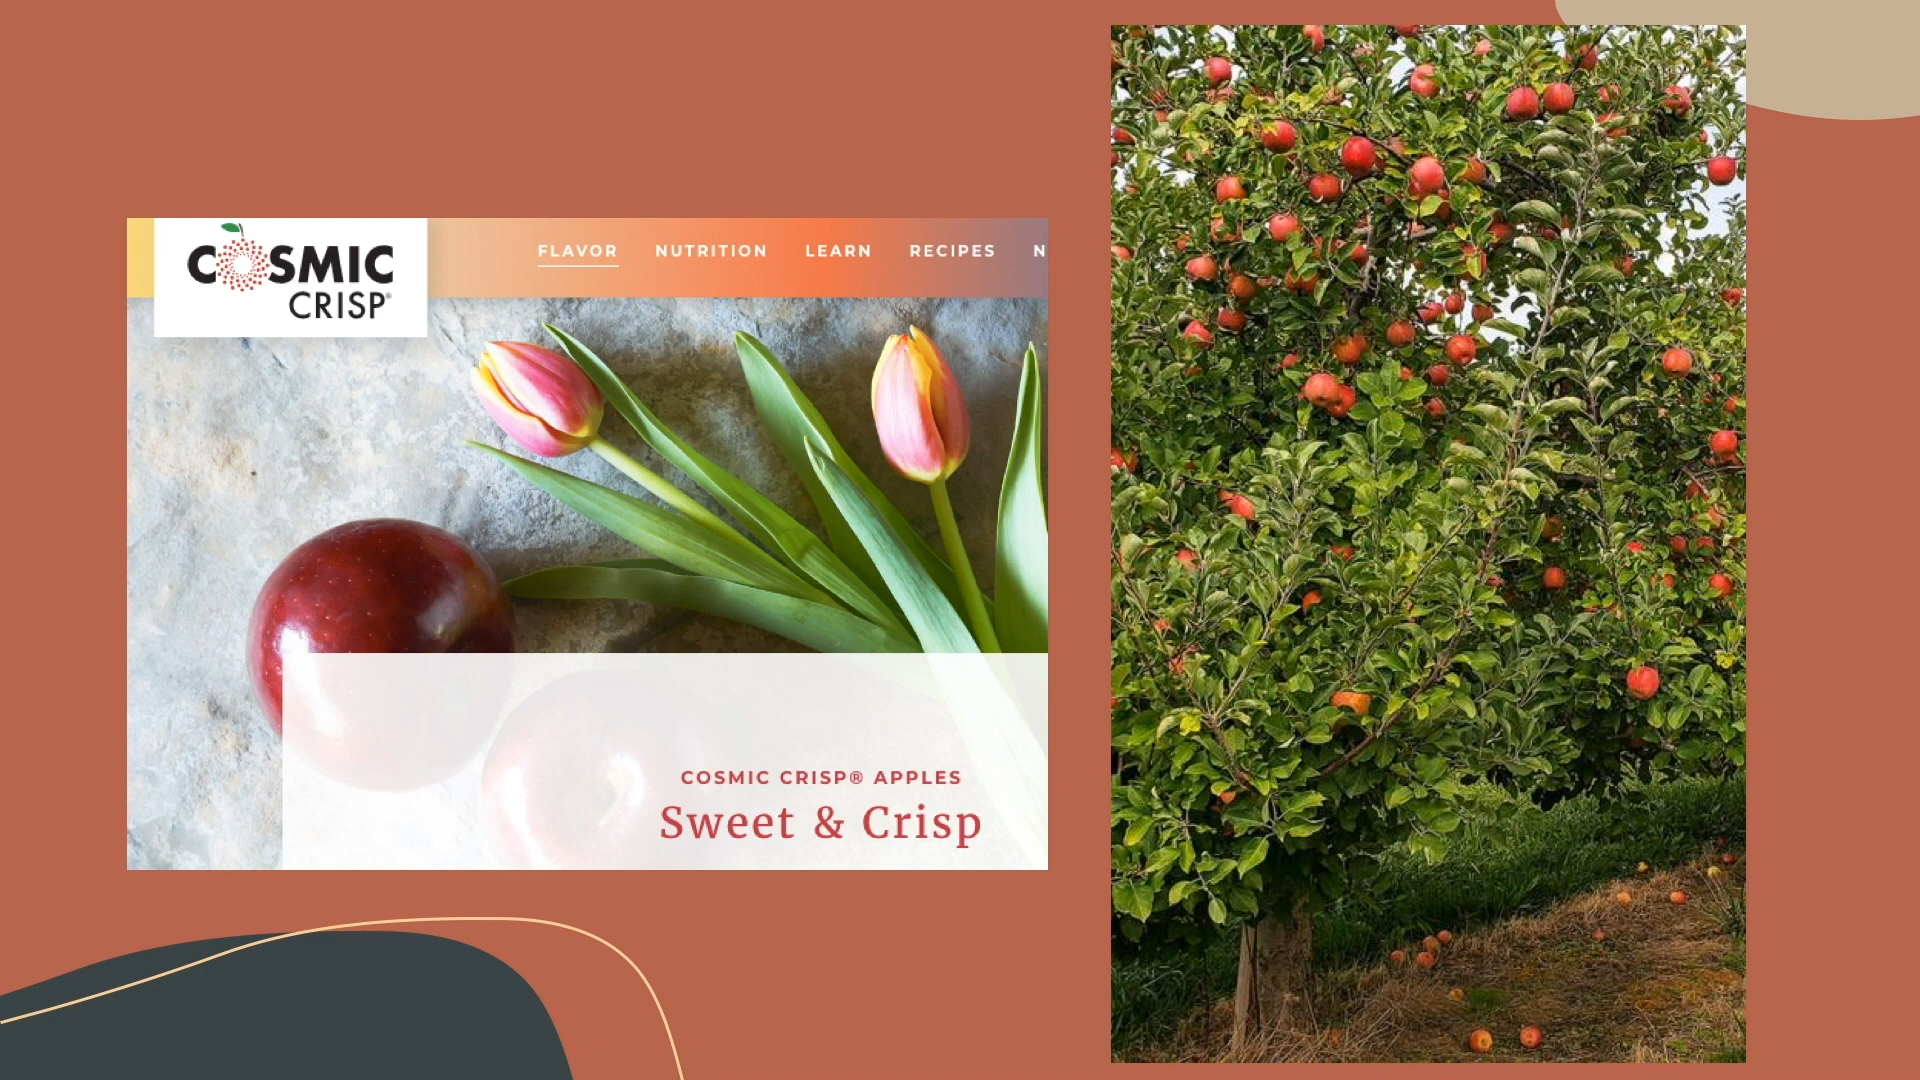 COSMIC
CRISP®
FLAVOR NUTRITION LEARN RECIPES N
COSMIC CRISP® APPLES
Sweet & Crisp